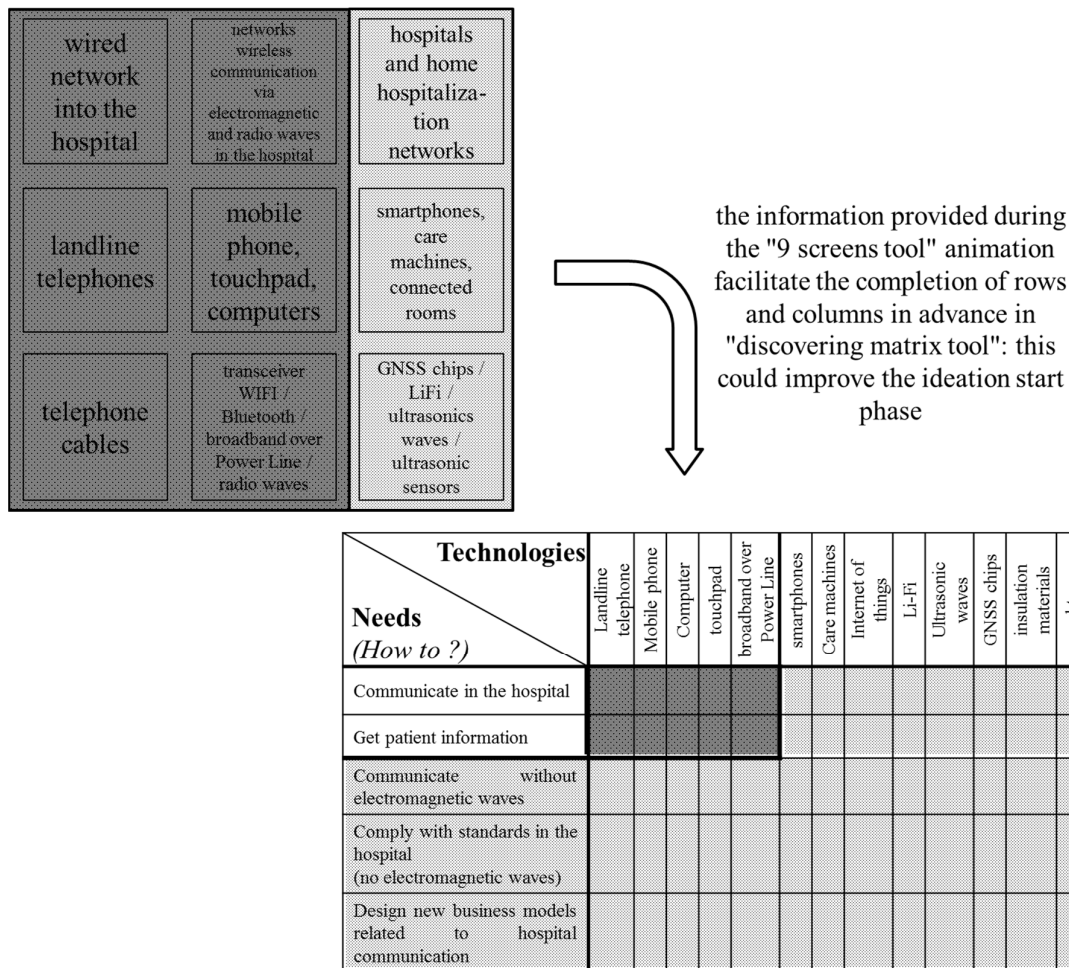 wired
network
into the
hospital
networks
wireless
communication
via
electromagnetic
and radio waves
in the hospital
hospitals
and home
hospitaliza-
tion
networks
landline
telephones
mobile
phone,
touchpad,
computers
smartphones,
care
machines,
connected
rooms
telephone
cables
transceiver
WIFI /
Bluetooth /
broadband over
Power Line /
radio waves
GNSS chips /
LiFi /
ultrasonics
waves /
ultrasonic
sensors
the information provided during
the "9 screens tool" animation
facilitate the completion of rows
and columns in advance in
"discovering matrix tool": this
could improve the ideation start
phase
Technologies
Needs
(How to ?)
Landline
telephone
Mobile phone
Computer
touchpad
broadband over
Power Line
smartphones
Care machines
Internet of
things
Li-Fi
Ultrasonic
waves
GNSS chips
insulation
materials
Communicate in the hospital
Get patient information
Communicate without
electromagnetic waves
Comply with standards in the
hospital
(no electromagnetic waves)
Design new business models
related to hospital
communication